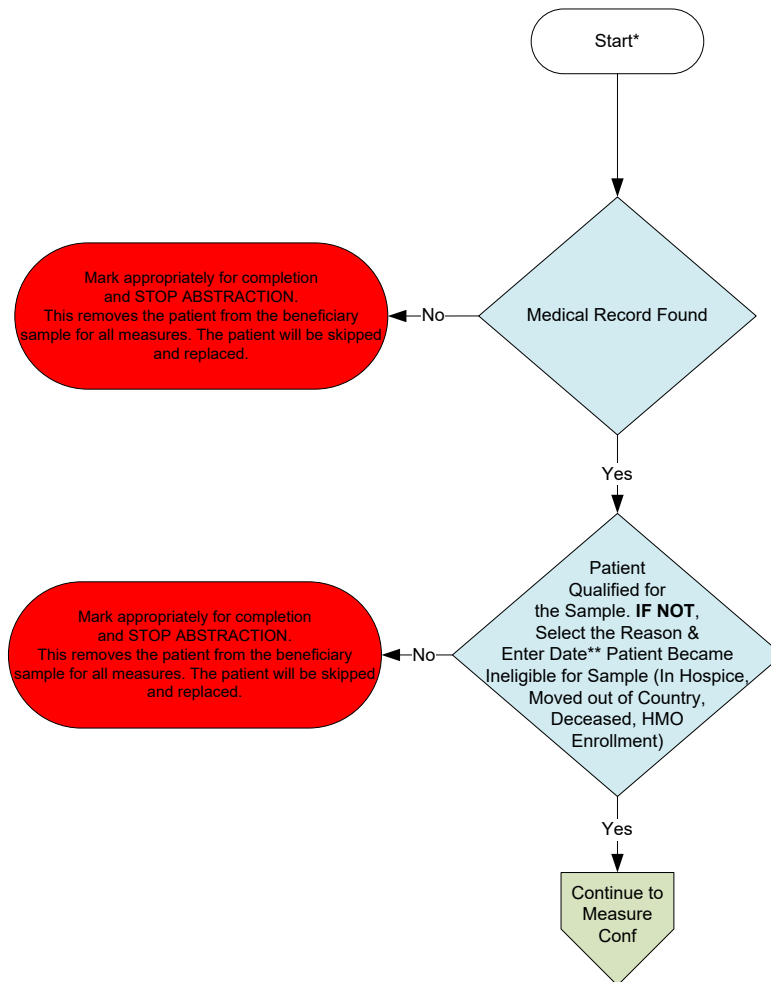 Start*
Medical Record Found
No
Mark appropriately for completion
and STOP ABSTRACTION.
This removes the patient from the beneficiary
sample for all measures. The patient will be skipped
and replaced.
Yes
Patient
Qualified for
the Sample. IF NOT,
Select the Reason &
Enter Date** Patient Became
Ineligible for Sample (In Hospice,
Moved out of Country,
Deceased, HMO
Enrollment)
No
Mark appropriately for completion
and STOP ABSTRACTION.
This removes the patient from the beneficiary
sample for all measures. The patient will be skipped
and replaced.
Yes
Continue to
Measure
Conf